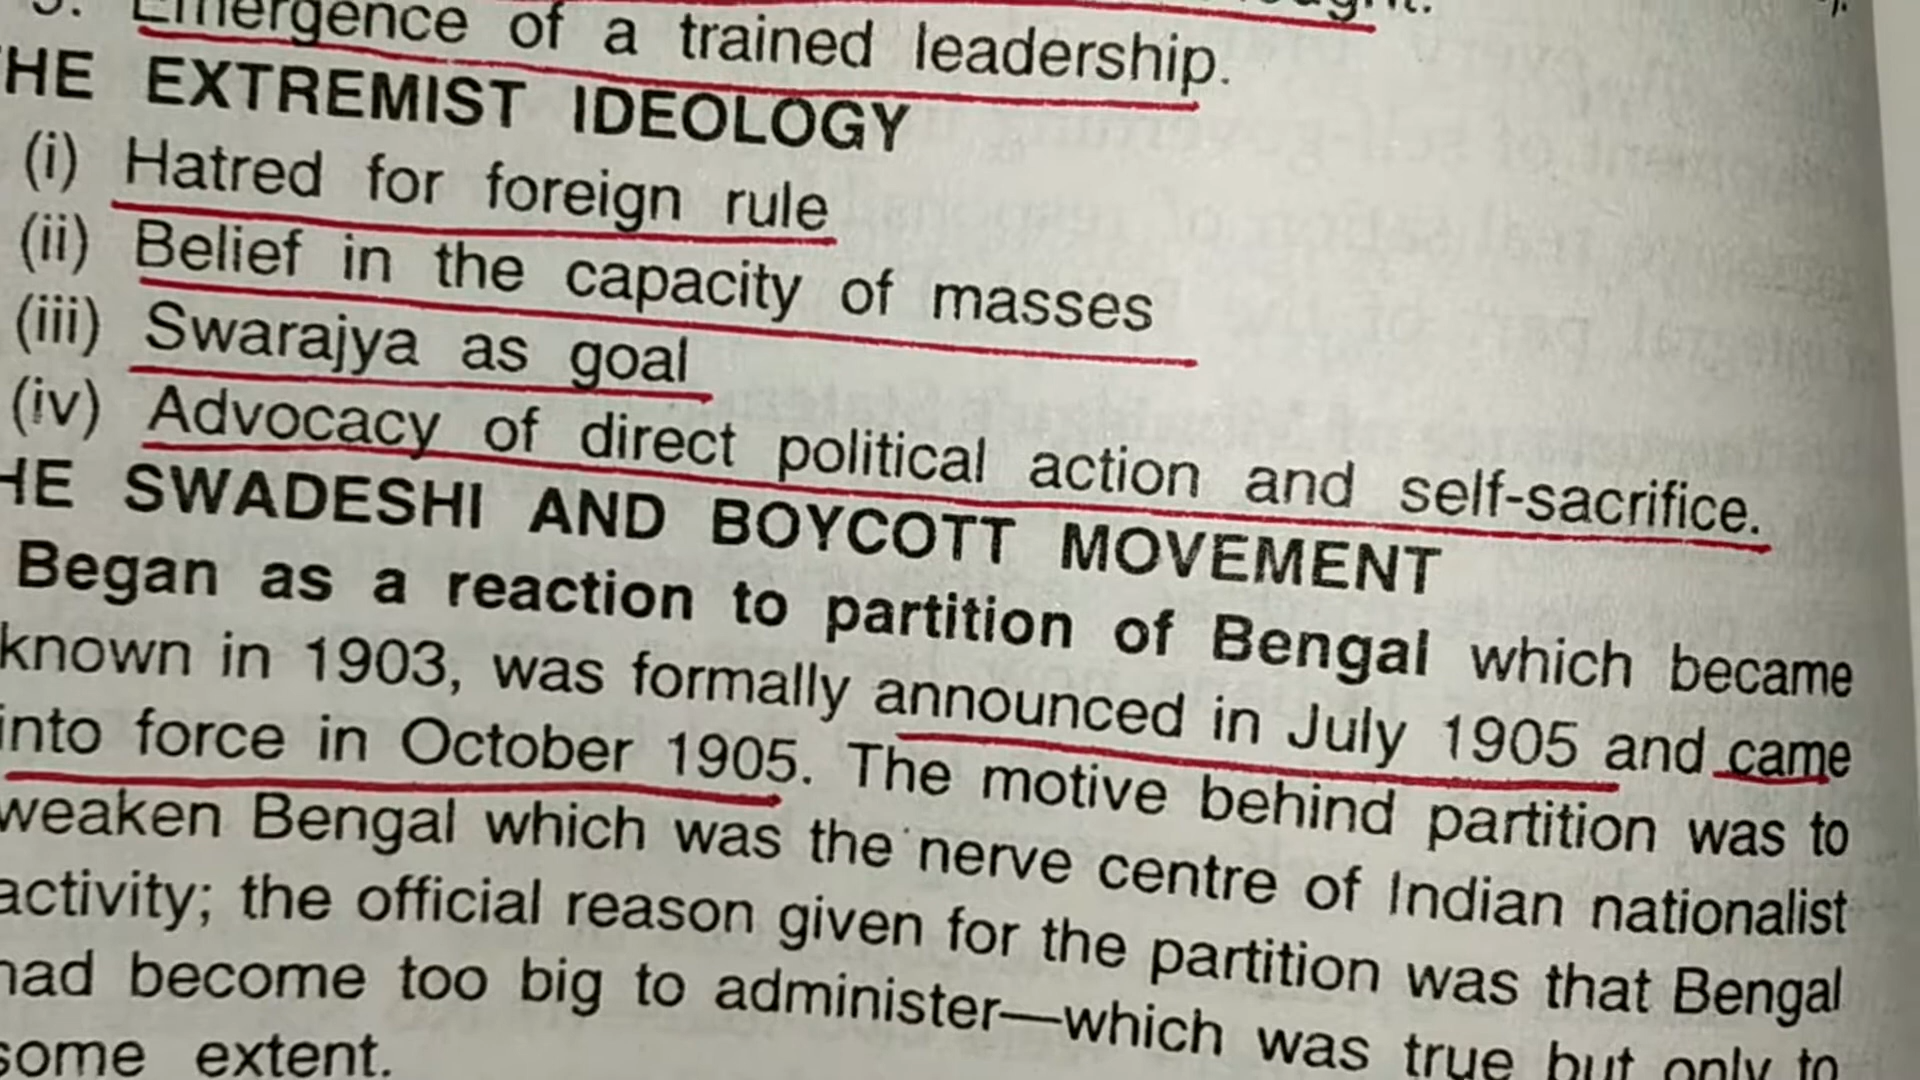 Emergence of a trained leadership.
THE EXTREMIST IDEOLOGY
(i) Hatred for foreign rule
(ii) Belief in the capacity of masses
(iii) Swarajya as goal
(iv) Advocacy of direct political action and self-sacrifice.
HE SWADESHI AND BOYCOTT MOVEMENT
Began as a reaction to partition of Bengal which became
known in 1903, was formally announced in July 1905 and came
into force in October 1905. The motive behind partition was to
weaken Bengal which was the nerve centre of Indian nationalist
activity; the official reason given for the partition was that Bengal
had become too big to administer—which was true but only to
some extent.